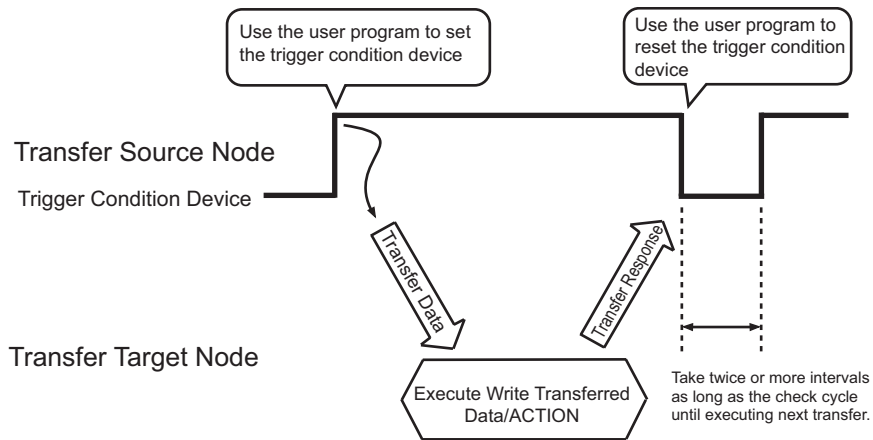 Use the user program to set
the trigger condition device
Use the user program to
reset the trigger condition
device
Transfer Source Node
Trigger Condition Device
Transfer Data
Transfer Response
Transfer Target Node
Execute Write Transferred
Data/ACTION
Take twice or more intervals
as long as the check cycle
until executing next transfer.